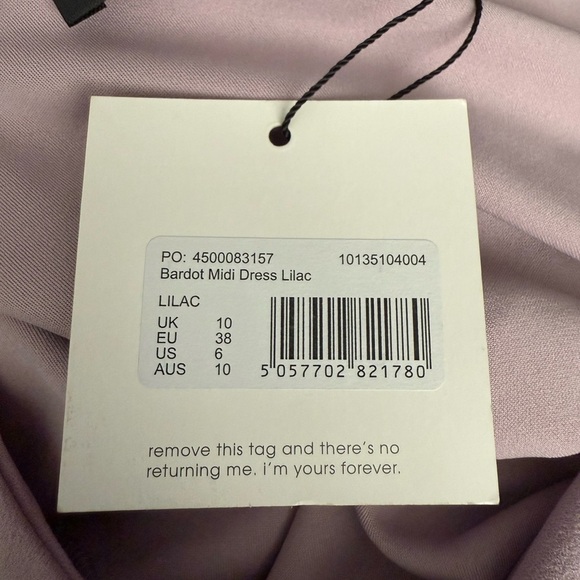 PO: 4500083157 10135104004
Bardot Midi Dress Lilac
LILAC
UK 10
EU 38
US 6
AUS 10
5 057702 821780
remove this tag and there's no
returning me. i'm yours forever.